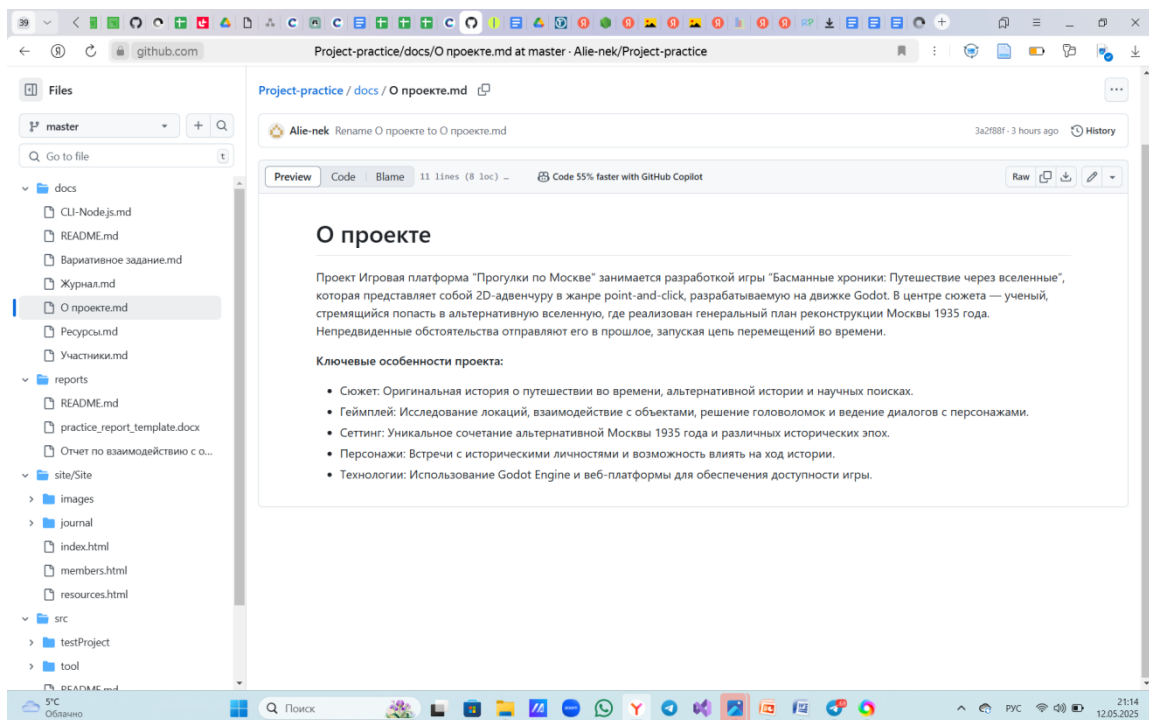 39
github.com
Project-practice/docs/О проекте.md at master · Alie-nek/Project-practice
Files
master
Go to file
t
docs
CLI-Node.js.md
README.md
Вариативное задание.md
Журнал.md
О проекте.md
Ресурсы.md
Участники.md
reports
README.md
practice_report_template.docx
Отчет по взаимодействию с о...
site/Site
images
journal
index.html
members.html
resources.html
src
testProject
tool
README.md
Project-practice / docs / О проекте.md
Alie-nek Rename О проекте to О проекте.md
3a2f88f · 3 hours ago
History
Preview
Code
Blame
11 lines (8 loc)
Code 55% faster with GitHub Copilot
Raw
О проекте
Проект Игровая платформа "Прогулки по Москве" занимается разработкой игры "Басманные хроники: Путешествие через вселенные",
которая представляет собой 2D-адвенчуру в жанре point-and-click, разрабатываемую на движке Godot. В центре сюжета — ученый,
стремящийся попасть в альтернативную вселенную, где реализован генеральный план реконструкции Москвы 1935 года.
Непредвиденные обстоятельства отправляют его в прошлое, запуская цепь перемещений во времени.
Ключевые особенности проекта:
• Сюжет: Оригинальная история о путешествии во времени, альтернативной истории и научных поисках.
• Геймплей: Исследование локаций, взаимодействие с объектами, решение головоломок и ведение диалогов с персонажами.
• Сеттинг: Уникальное сочетание альтернативной Москвы 1935 года и различных исторических эпох.
• Персонажи: Встречи с историческими личностями и возможность влиять на ход истории.
• Технологии: Использование Godot Engine и веб-платформы для обеспечения доступности игры.
5°C
Облачно
Поиск
РУС
21:14
12.05.2025